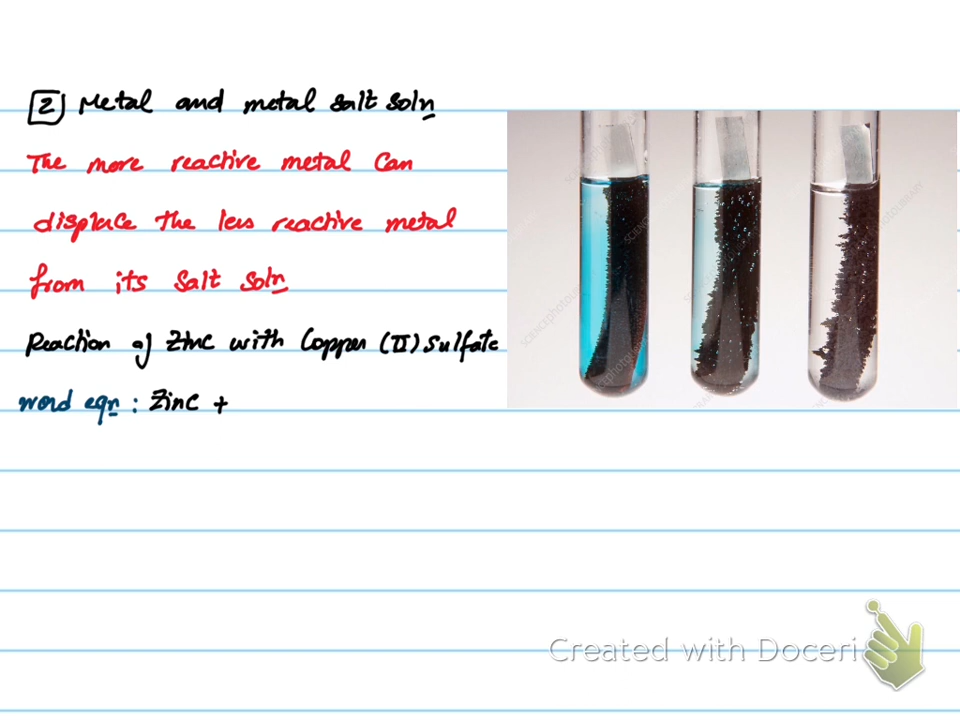 2 Metal and metal salt soln
The more reactive metal can
displace the less reactive metal
from its salt soln
Reaction of Zinc with Copper (II) Sulfate
word eqn : Zinc +
Created with Doceri